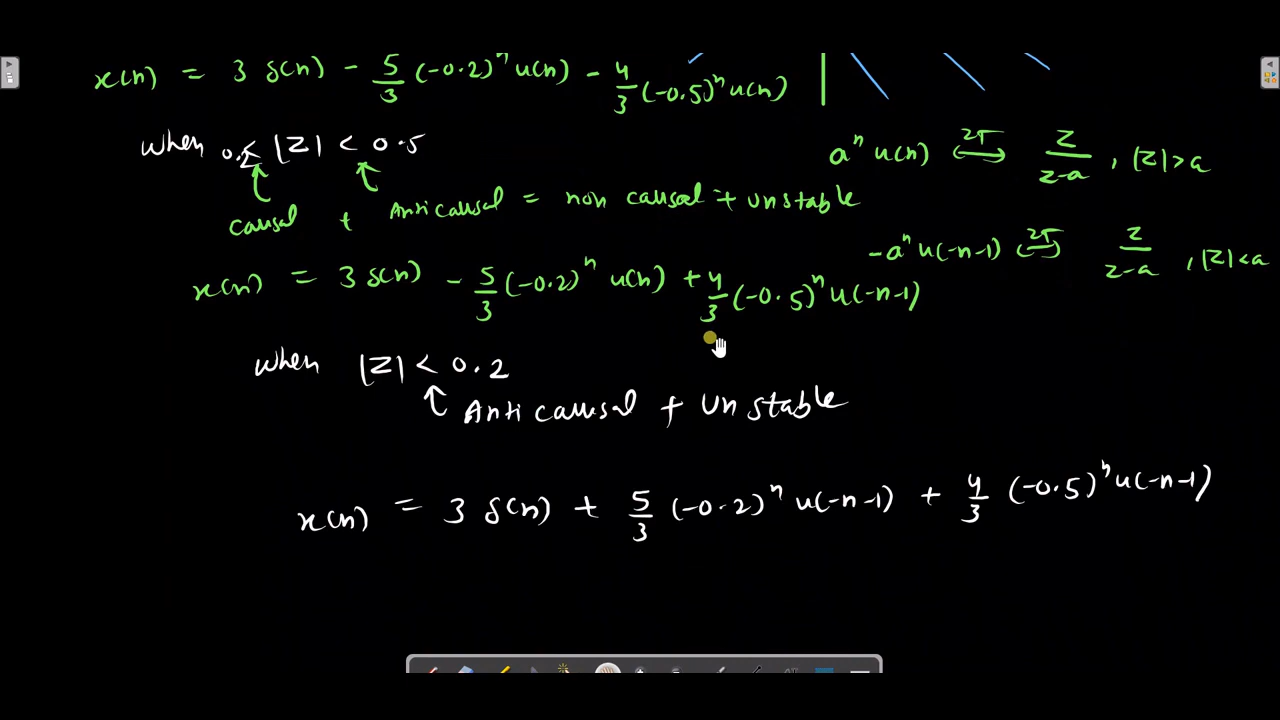 x(n) = 3 δ(n) - 5/3 (-0.2)^n u(n) - 4/3 (-0.5)^n u(n)
when 0.2 < |Z| < 0.5
a^n u(n) ⟷ZT Z/(Z-a), |Z|>a
causal + Anticausal = non causal + unstable
-a^n u(-n-1) ⟷ZT Z/(Z-a), |Z|<a
x(n) = 3 δ(n) - 5/3 (-0.2)^n u(n) + 4/3 (-0.5)^n u(-n-1)
when |Z| < 0.2
Anticausal + unstable
x(n) = 3 δ(n) + 5/3 (-0.2)^n u(-n-1) + 4/3 (-0.5)^n u(-n-1)